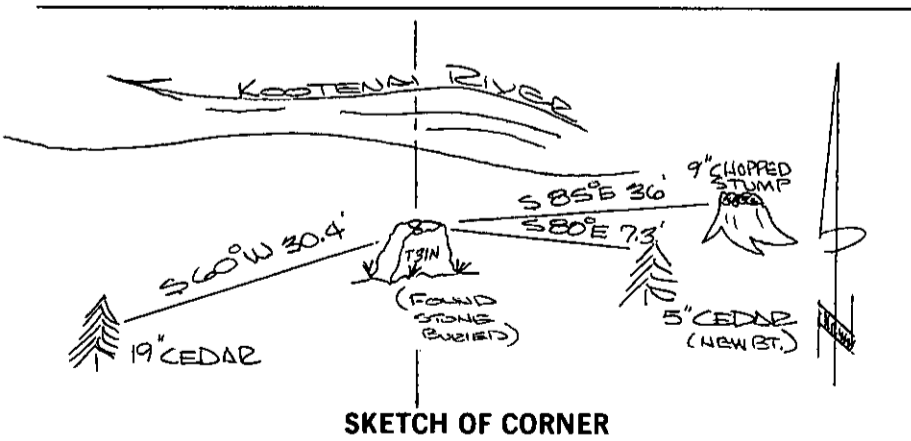 KOOTENAI RIVER
9" CHOPPED
STUMP
S 85°E 36'
S 80°E 7.3'
S 60°W 30.4'
T31N
(FOUND
STONE
BURIED)
5" CEDAR
(NEW BT.)
19" CEDAR
N
SKETCH OF CORNER